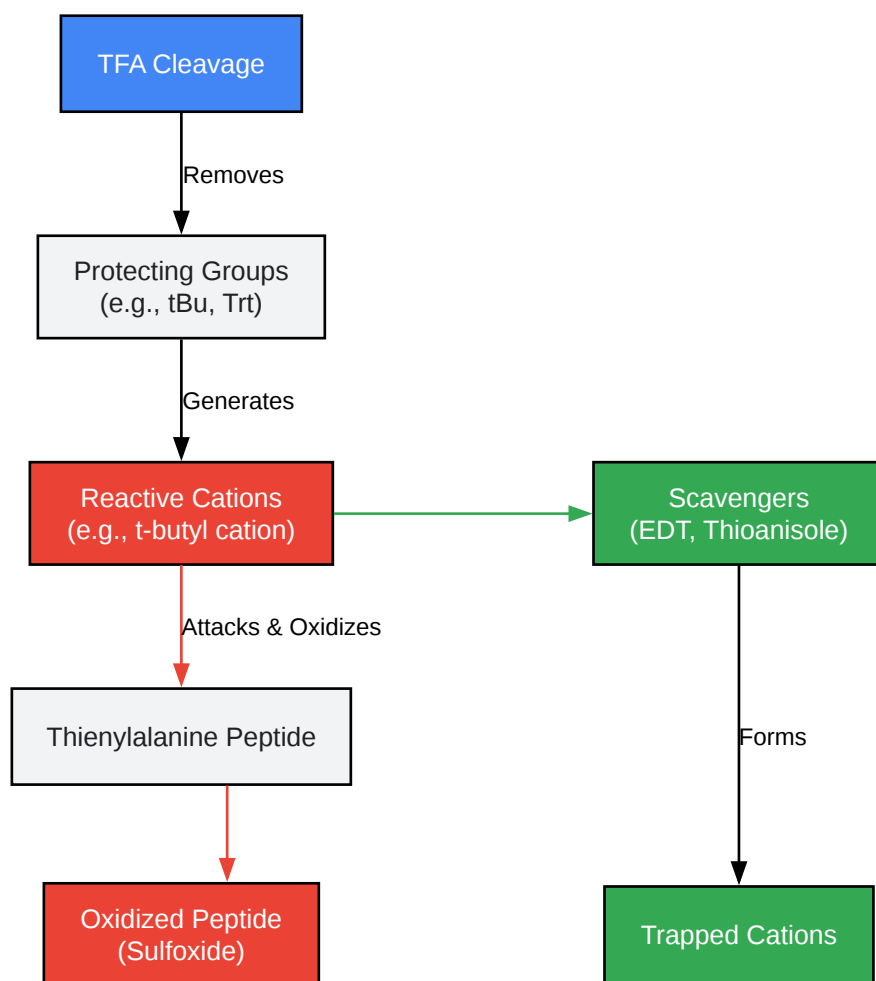 TFA Cleavage
Removes
Protecting Groups
(e.g., tBu, Trt)
Generates
Reactive Cations
(e.g., t-butyl cation)
Scavengers
(EDT, Thioanisole)
Attacks & Oxidizes
Thienylalanine Peptide
Forms
Oxidized Peptide
(Sulfoxide)
Trapped Cations